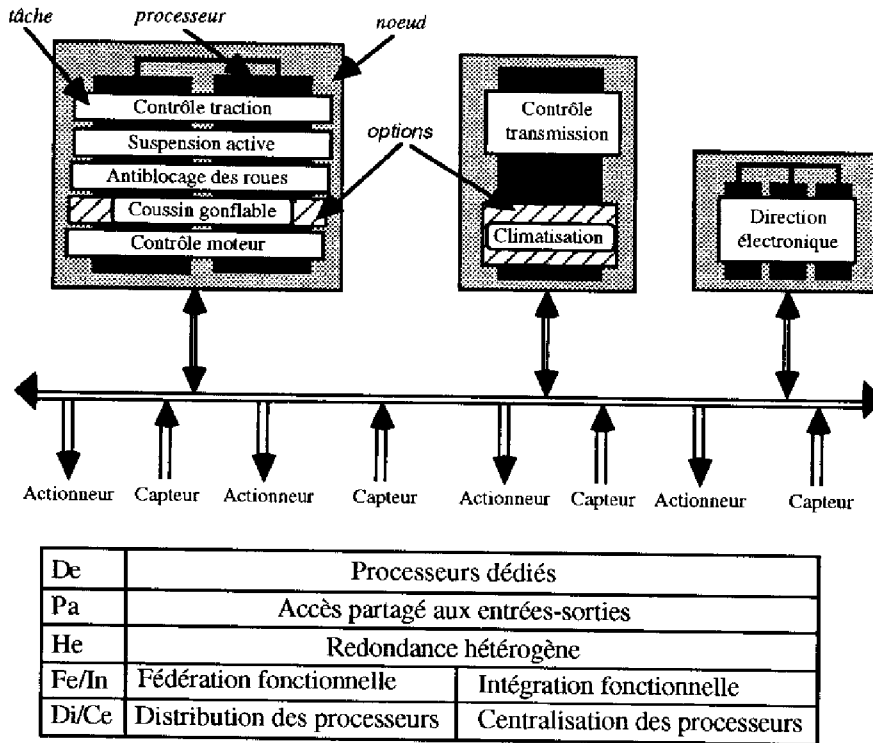 tâche
processeur
noeud
options
Contrôle traction
Suspension active
Antiblocage des roues
Coussin gonflable
Contrôle moteur
Contrôle
transmission
Climatisation
Direction
électronique
Actionneur
Capteur
Actionneur
Capteur
Actionneur
Capteur
Actionneur
Capteur
De Processeurs dédiés
Pa Accès partagé aux entrées-sorties
He Redondance hétérogène
Fe/In Fédération fonctionnelle Intégration fonctionnelle
Di/Ce Distribution des processeurs Centralisation des processeurs